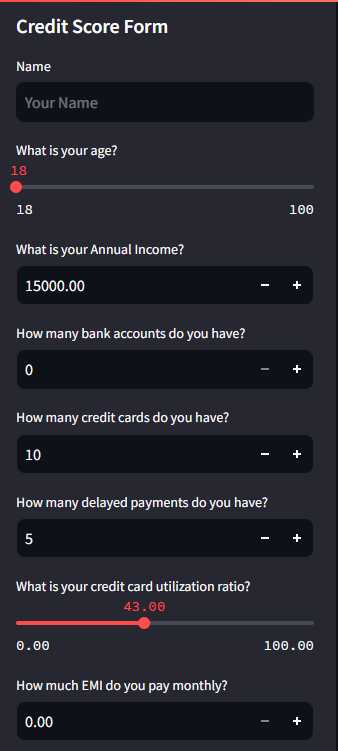 Credit Score Form
Name
Your Name
What is your age?
18
18 100
What is your Annual Income?
15000.00 − +
How many bank accounts do you have?
0 − +
How many credit cards do you have?
10 − +
How many delayed payments do you have?
5 − +
What is your credit card utilization ratio?
43.00
0.00 100.00
How much EMI do you pay monthly?
0.00 − +